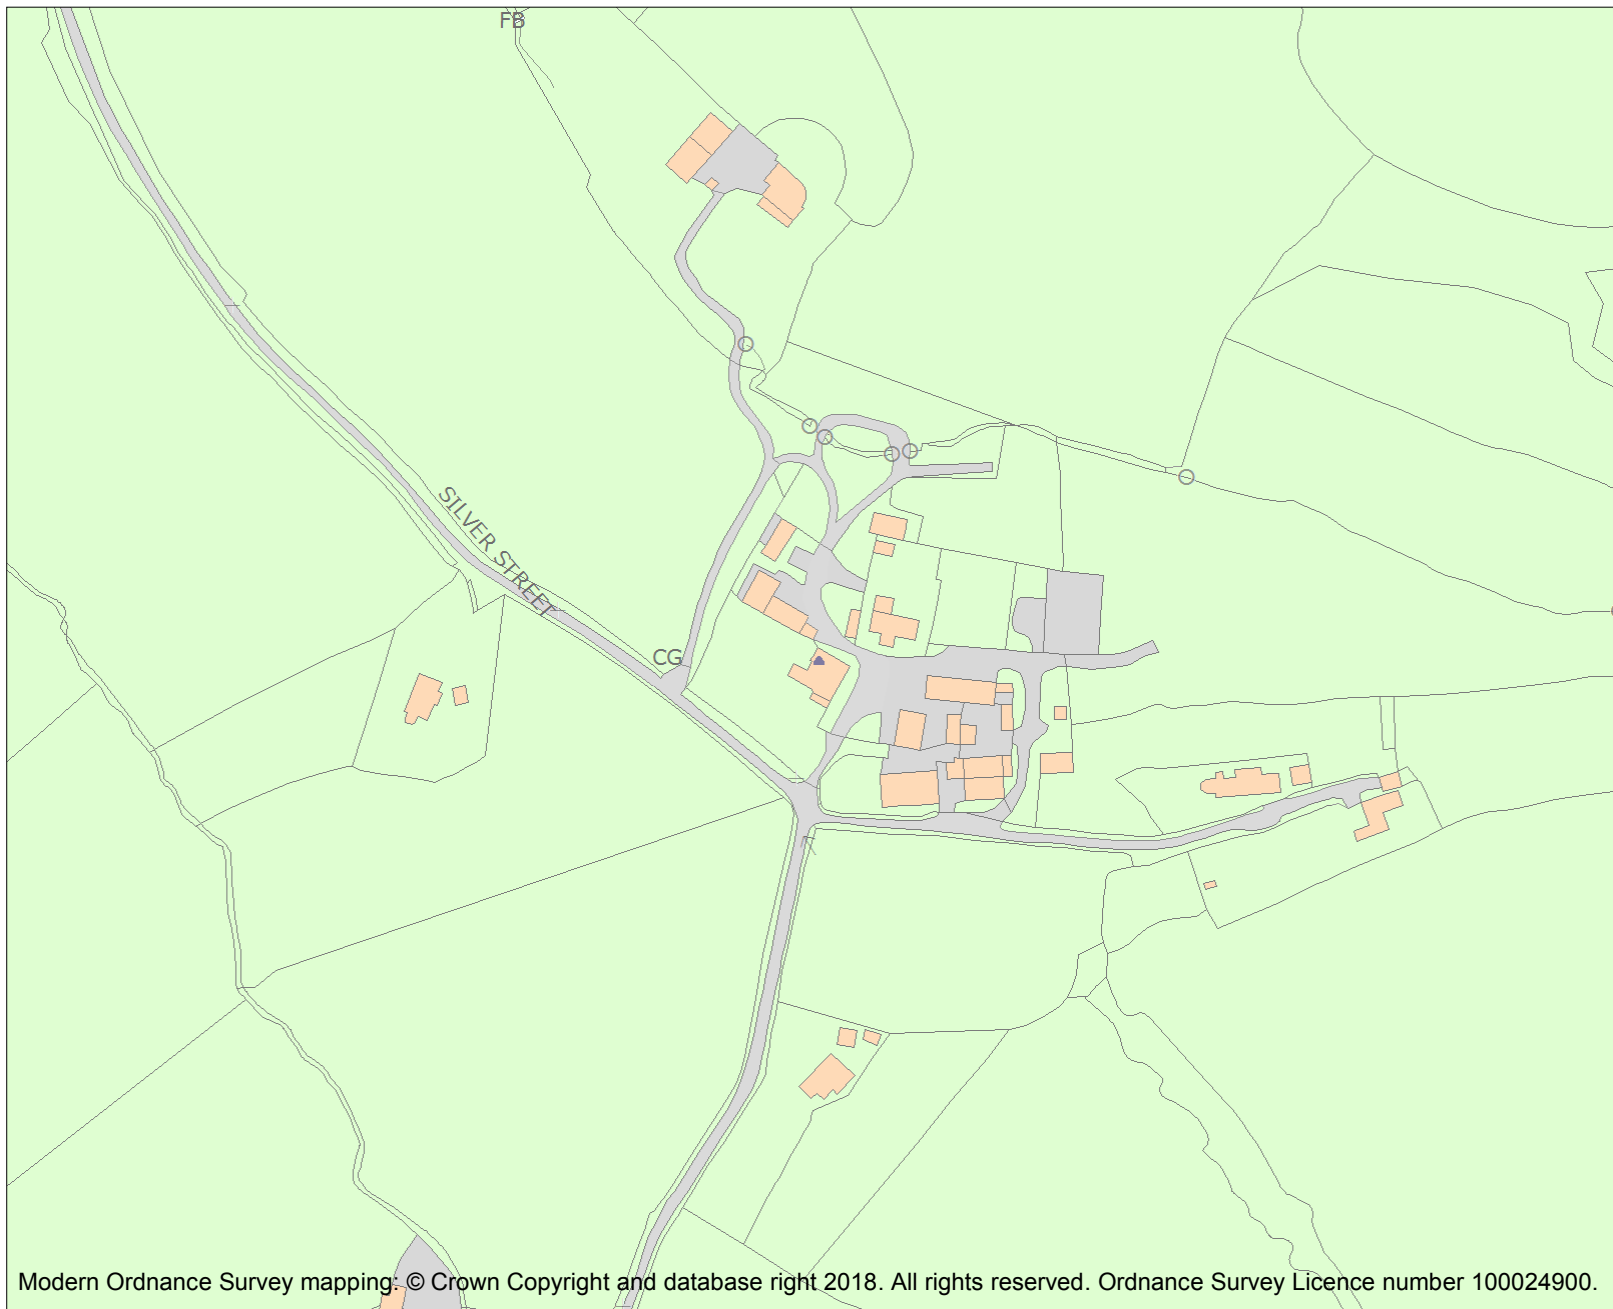 FB
SILVER STREET
CG
Modern Ordnance Survey mapping: © Crown Copyright and database right 2018. All rights reserved. Ordnance Survey Licence number 100024900.